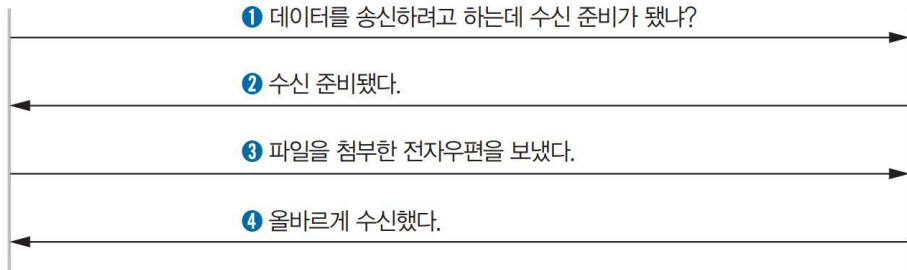 ❶ 데이터를 송신하려고 하는데 수신 준비가 됐냐?
❷ 수신 준비됐다.
❸ 파일을 첨부한 전자우편을 보냈다.
❹ 올바르게 수신했다.